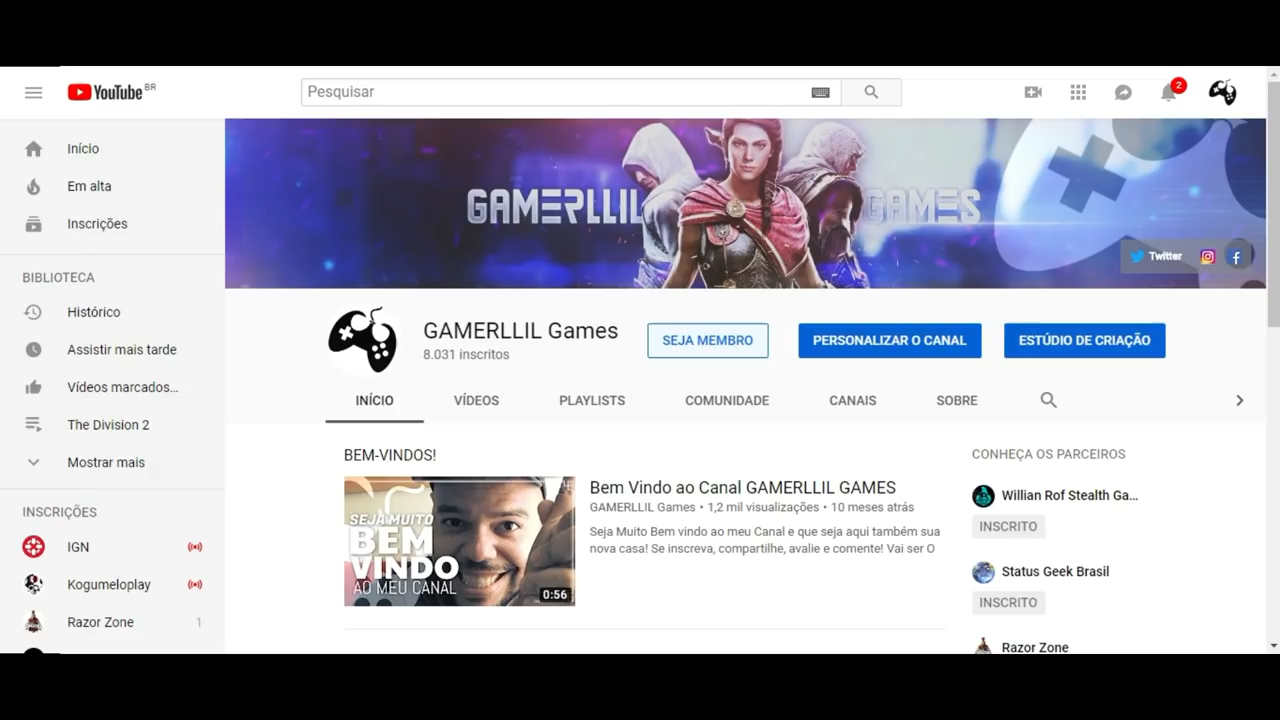 YouTube BR
Pesquisar
2
Início
Em alta
Inscrições
BIBLIOTECA
Histórico
Assistir mais tarde
Vídeos marcados...
The Division 2
Mostrar mais
INSCRIÇÕES
IGN
Kogumeloplay
Razor Zone 1
GAMERLLIL GAMES
Twitter
GAMERLLIL Games
8.031 inscritos
SEJA MEMBRO
PERSONALIZAR O CANAL
ESTÚDIO DE CRIAÇÃO
INÍCIO VÍDEOS PLAYLISTS COMUNIDADE CANAIS SOBRE
BEM-VINDOS!
SEJA MUITO
BEM
VINDO
AO MEU CANAL
0:56
Bem Vindo ao Canal GAMERLLIL GAMES
GAMERLLIL Games • 1,2 mil visualizações • 10 meses atrás
Seja Muito Bem vindo ao meu Canal e que seja aqui também sua
nova casa! Se inscreva, compartilhe, avalie e comente! Vai ser O
CONHEÇA OS PARCEIROS
Willian Rof Stealth Ga...
INSCRITO
Status Geek Brasil
INSCRITO
Razor Zone